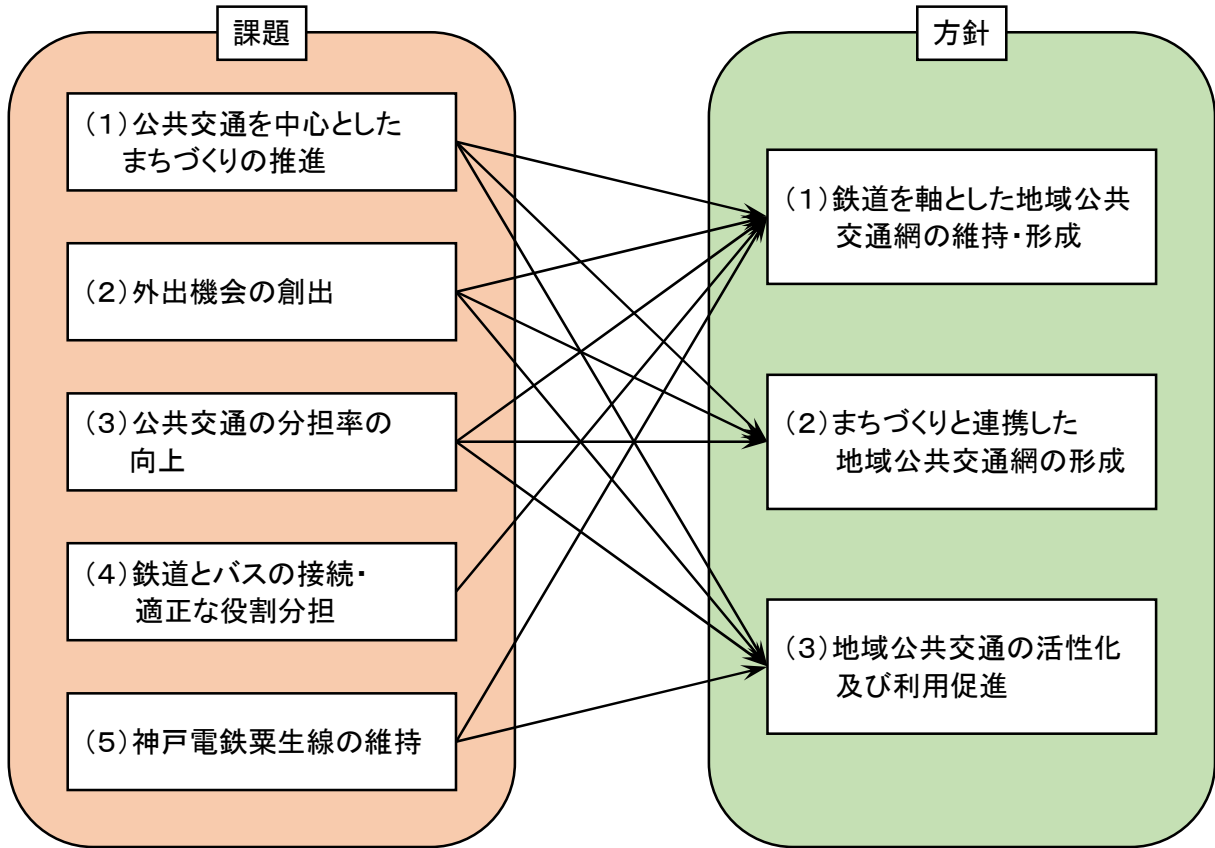 課題
(1)公共交通を中心とした
まちづくりの推進
(2)外出機会の創出
(3)公共交通の分担率の
向上
(4)鉄道とバスの接続・
適正な役割分担
(5)神戸電鉄粟生線の維持
方針
(1)鉄道を軸とした地域公共
交通網の維持・形成
(2)まちづくりと連携した
地域公共交通網の形成
(3)地域公共交通の活性化
及び利用促進